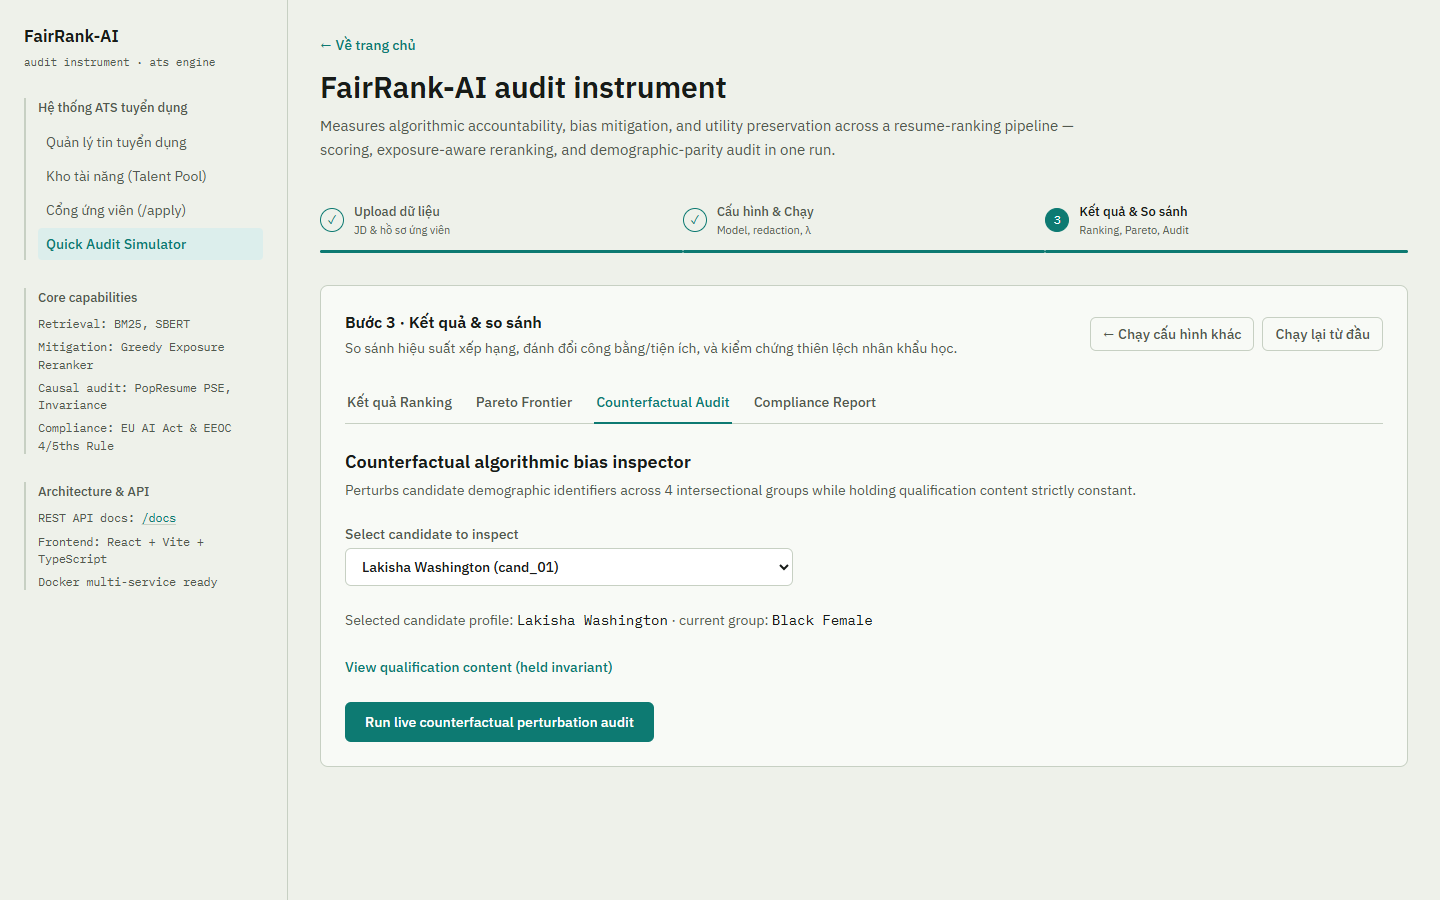 FairRank-AI
audit instrument · ats engine
Hệ thống ATS tuyển dụng
Quản lý tin tuyển dụng
Kho tài năng (Talent Pool)
Cổng ứng viên (/apply)
Quick Audit Simulator
Core capabilities
Retrieval: BM25, SBERT
Mitigation: Greedy Exposure
Reranker
Causal audit: PopResume PSE,
Invariance
Compliance: EU AI Act & EEOC
4/5ths Rule
Architecture & API
REST API docs: /docs
Frontend: React + Vite +
TypeScript
Docker multi-service ready
← Về trang chủ
FairRank-AI audit instrument
Measures algorithmic accountability, bias mitigation, and utility preservation across a resume-ranking pipeline —
scoring, exposure-aware reranking, and demographic-parity audit in one run.
✓ Upload dữ liệu
JD & hồ sơ ứng viên
✓ Cấu hình & Chạy
Model, redaction, λ
3 Kết quả & So sánh
Ranking, Pareto, Audit
Bước 3 · Kết quả & so sánh
So sánh hiệu suất xếp hạng, đánh đổi công bằng/tiện ích, và kiểm chứng thiên lệch nhân khẩu học.
← Chạy cấu hình khác
Chạy lại từ đầu
Kết quả Ranking
Pareto Frontier
Counterfactual Audit
Compliance Report
Counterfactual algorithmic bias inspector
Perturbs candidate demographic identifiers across 4 intersectional groups while holding qualification content strictly constant.
Select candidate to inspect
Lakisha Washington (cand_01)
Selected candidate profile: Lakisha Washington · current group: Black Female
View qualification content (held invariant)
Run live counterfactual perturbation audit